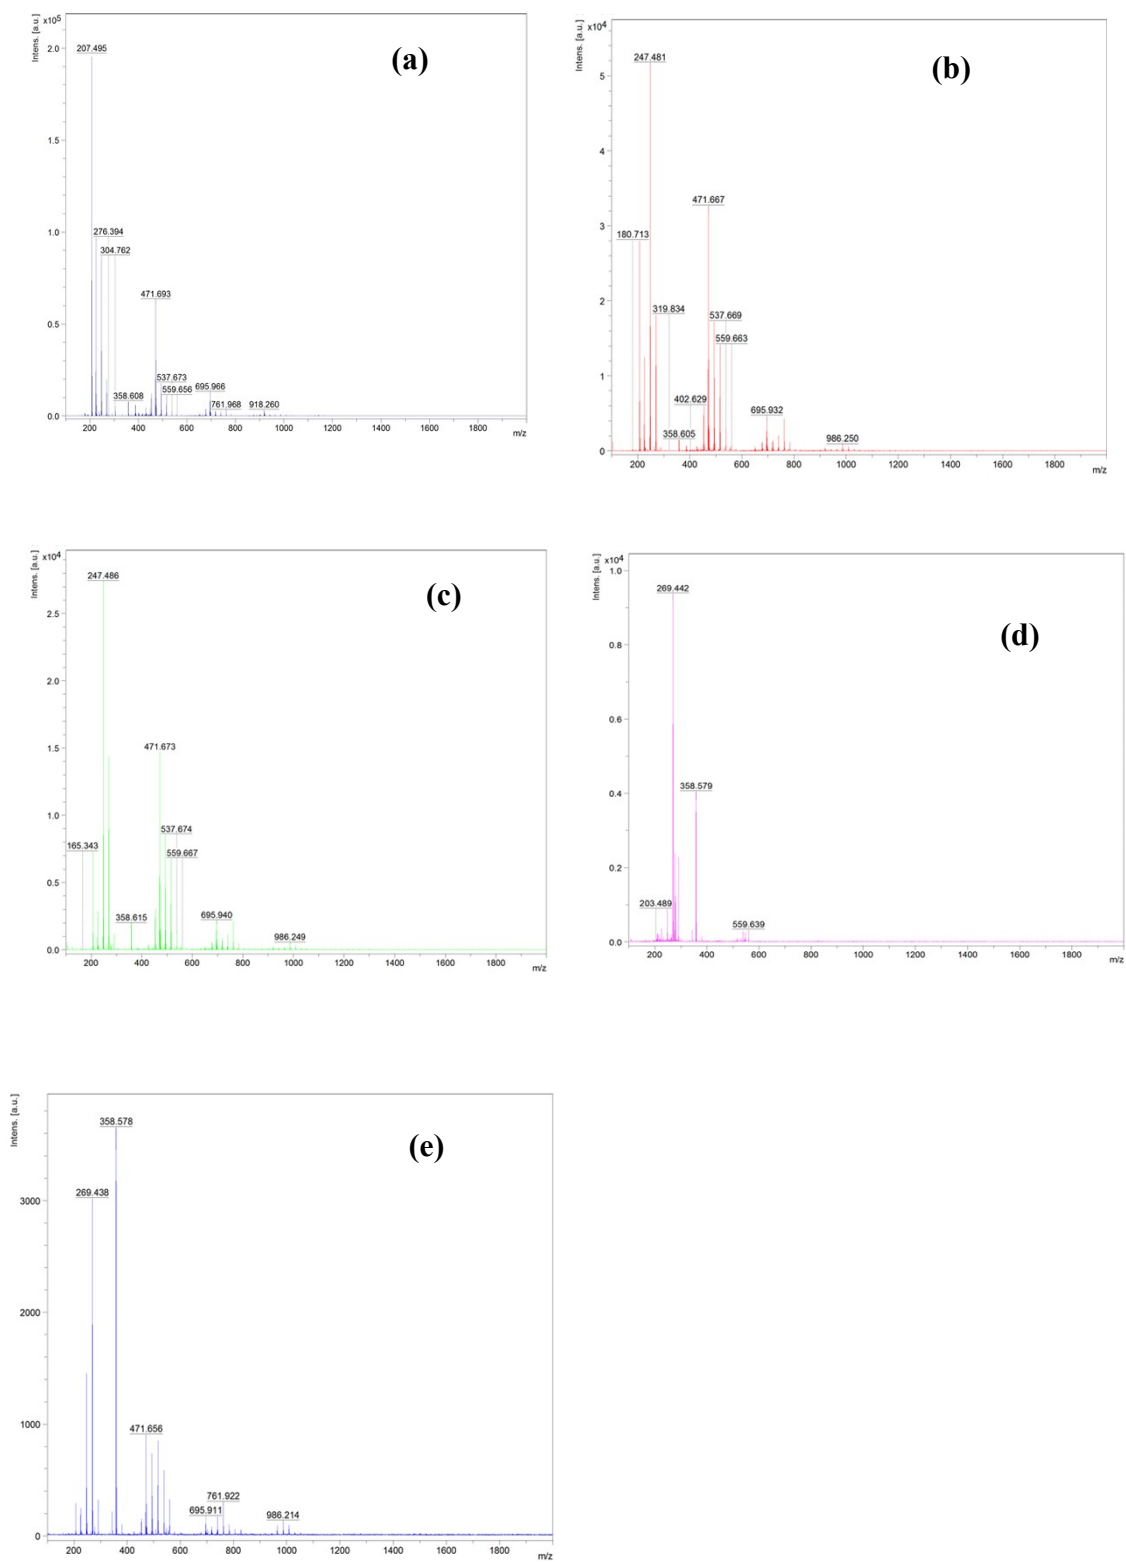 Intens. [a.u.]
x10⁵
(a)
2.0
1.5
1.0
0.5
0.0
207.495
276.394
304.762
471.693
358.608
537.673
559.656
695.966
761.968
918.260
200 400 600 800 1000 1200 1400 1600 1800
m/z
Intens. [a.u.]
x10⁴
(b)
5
4
3
2
1
0
247.481
471.667
180.713
319.834
537.669
559.663
402.629
358.605
695.932
986.250
200 400 600 800 1000 1200 1400 1600 1800
m/z
Intens. [a.u.]
x10⁴
(c)
2.5
2.0
1.5
1.0
0.5
0.0
247.486
471.673
165.343
537.674
559.667
358.615
695.940
986.249
200 400 600 800 1000 1200 1400 1600 1800
m/z
Intens. [a.u.]
x10⁴
(d)
1.0
0.8
0.6
0.4
0.2
0.0
269.442
358.579
203.489
559.639
200 400 600 800 1000 1200 1400 1600 1800
m/z
Intens. [a.u.]
(e)
3000
2000
1000
0
358.578
269.438
471.656
761.922
695.911
986.214
200 400 600 800 1000 1200 1400 1600 1800
m/z